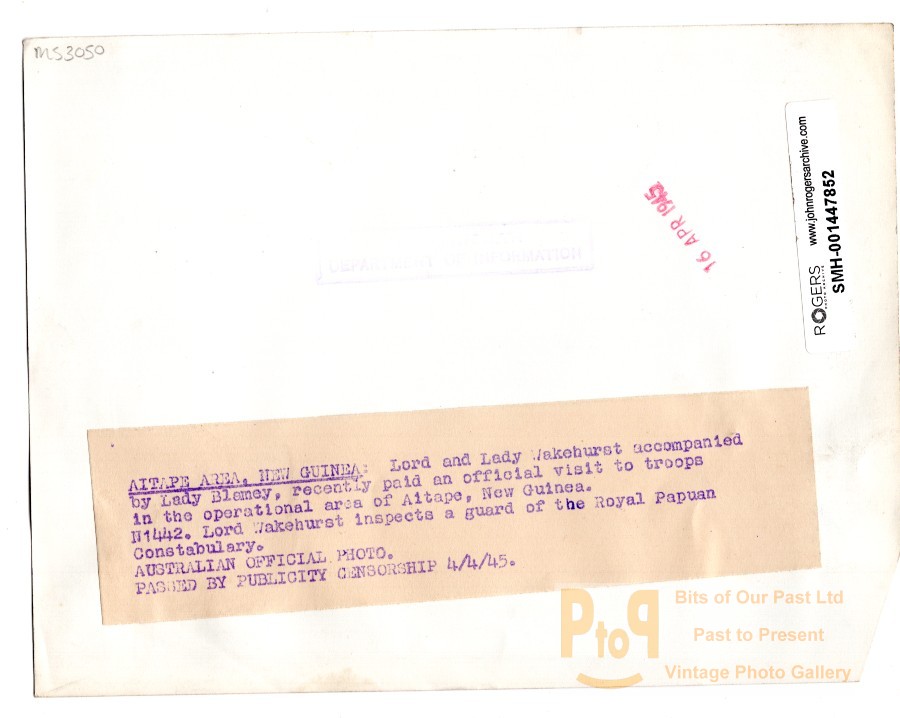 MS3050
16 APR 1945
DEPARTMENT OF INFORMATION
ROGERS
www.johnrogersarchive.com
SMH-001447852
AITAPE AREA. NEW GUINEA: Lord and Lady Wakehurst accompanied
by Lady Blamey, recently paid an official visit to troops
in the operational area of Aitape, New Guinea.
N1442. Lord Wakehurst inspects a guard of the Royal Papuan
Constabulary.
AUSTRALIAN OFFICIAL PHOTO.
PASSED BY PUBLICITY CENSORSHIP 4/4/45.
PtoP
Bits of Our Past Ltd
Past to Present
Vintage Photo Gallery